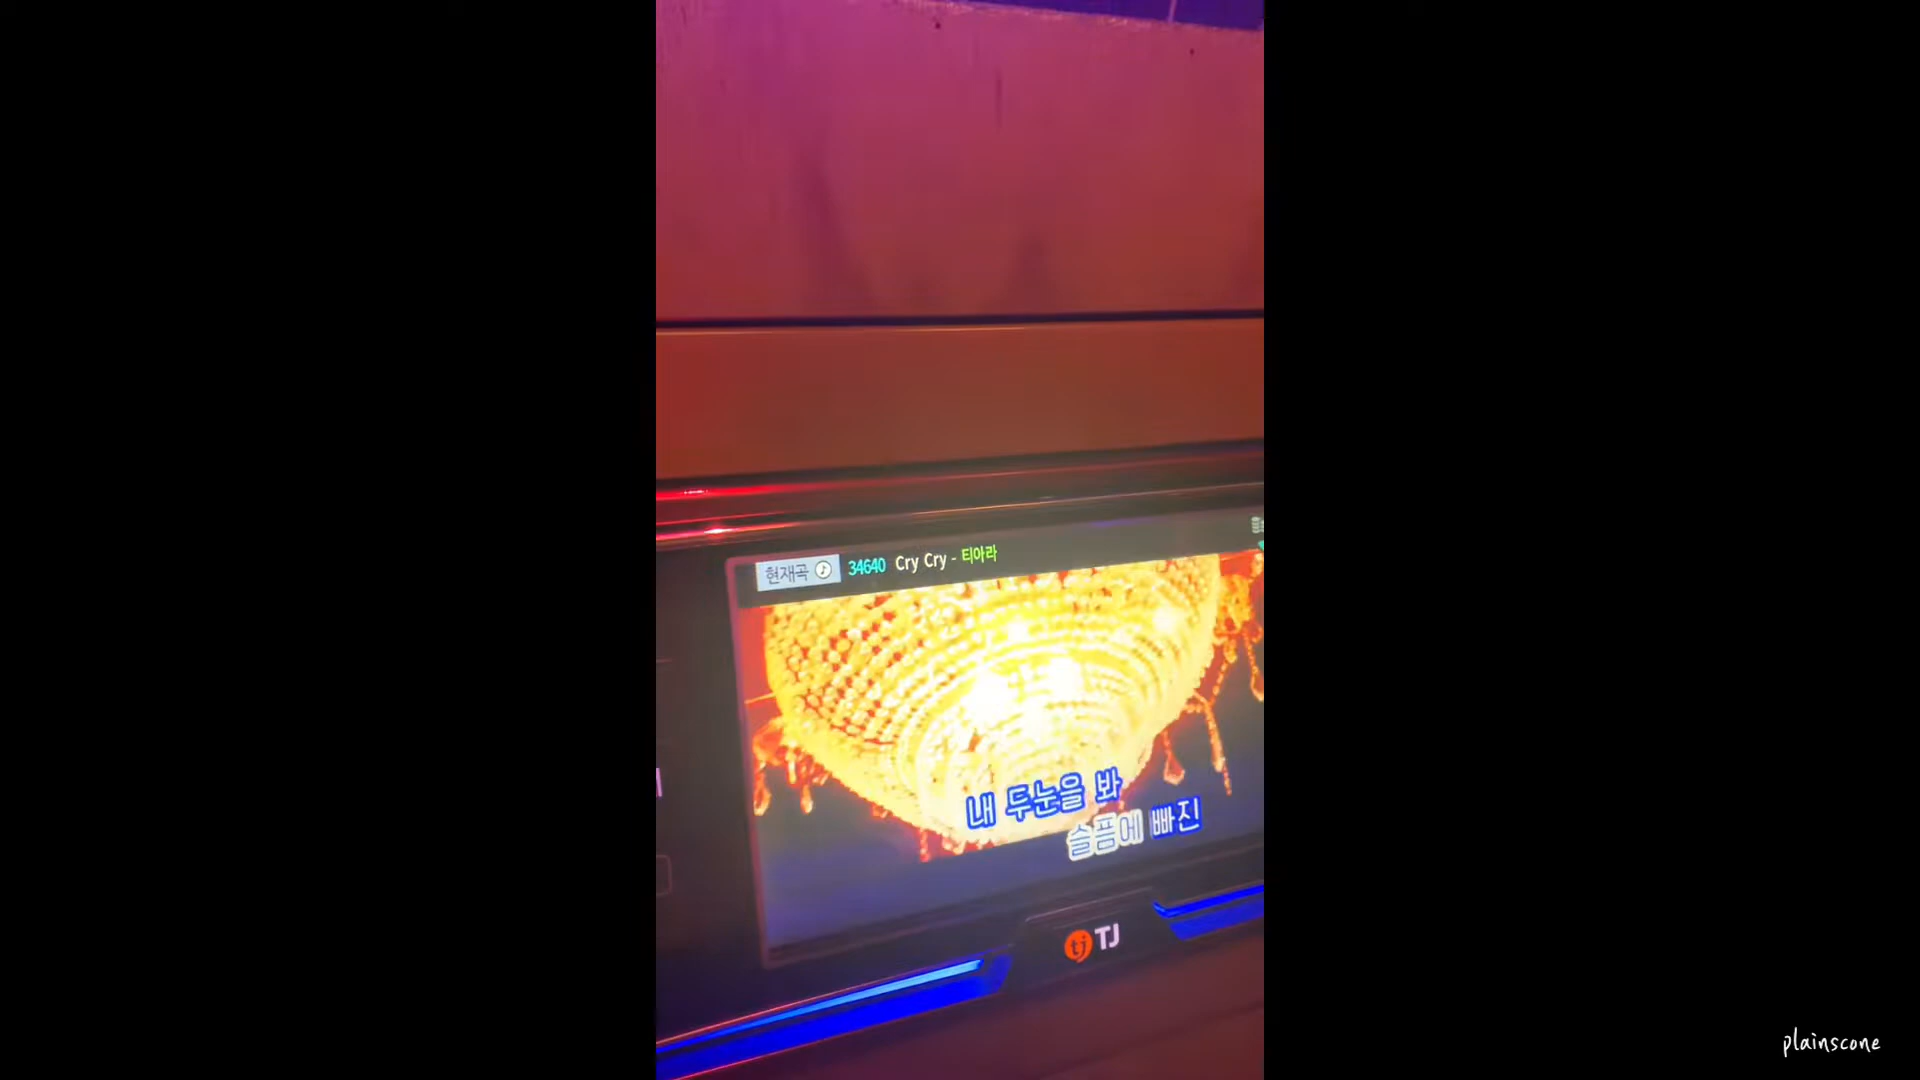 현재곡 34640 Cry Cry - 티아라
내 두눈을 봐
슬픔에 빠진
tj TJ
plainscone